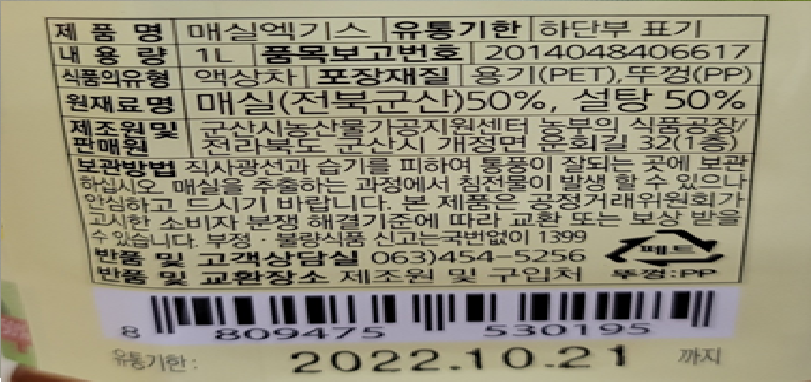 제 품 명 매실엑기스 유통기한 하단부 표기
내 용 량 1L 품목보고번호 2014048406617
식품의유형 액상차 포장재질 용기(PET),뚜껑(PP)
원재료명 매실(전북군산)50%, 설탕 50%
제조원및 판매원 군산시농산물가공지원센터 농부의 식품공장/
전라북도 군산시 개정면 운회길 32(1층)
보관방법 직사광선과 습기를 피하여 통풍이 잘되는 곳에 보관
하십시오. 매실을 추출하는 과정에서 침전물이 발생 할 수 있으나
안심하고 드시기 바랍니다. 본 제품은 공정거래위원회가
고시한 소비자 분쟁 해결기준에 따라 교환 또는 보상 받을
수 있습니다. 부정 · 불량식품 신고는국번없이 1399
반품 및 고객상담실 063)454-5256
반품 및 교환장소 제조원 및 구입처
페트
뚜껑:PP
8 809475 530195
유통기한: 2022.10.21 까지